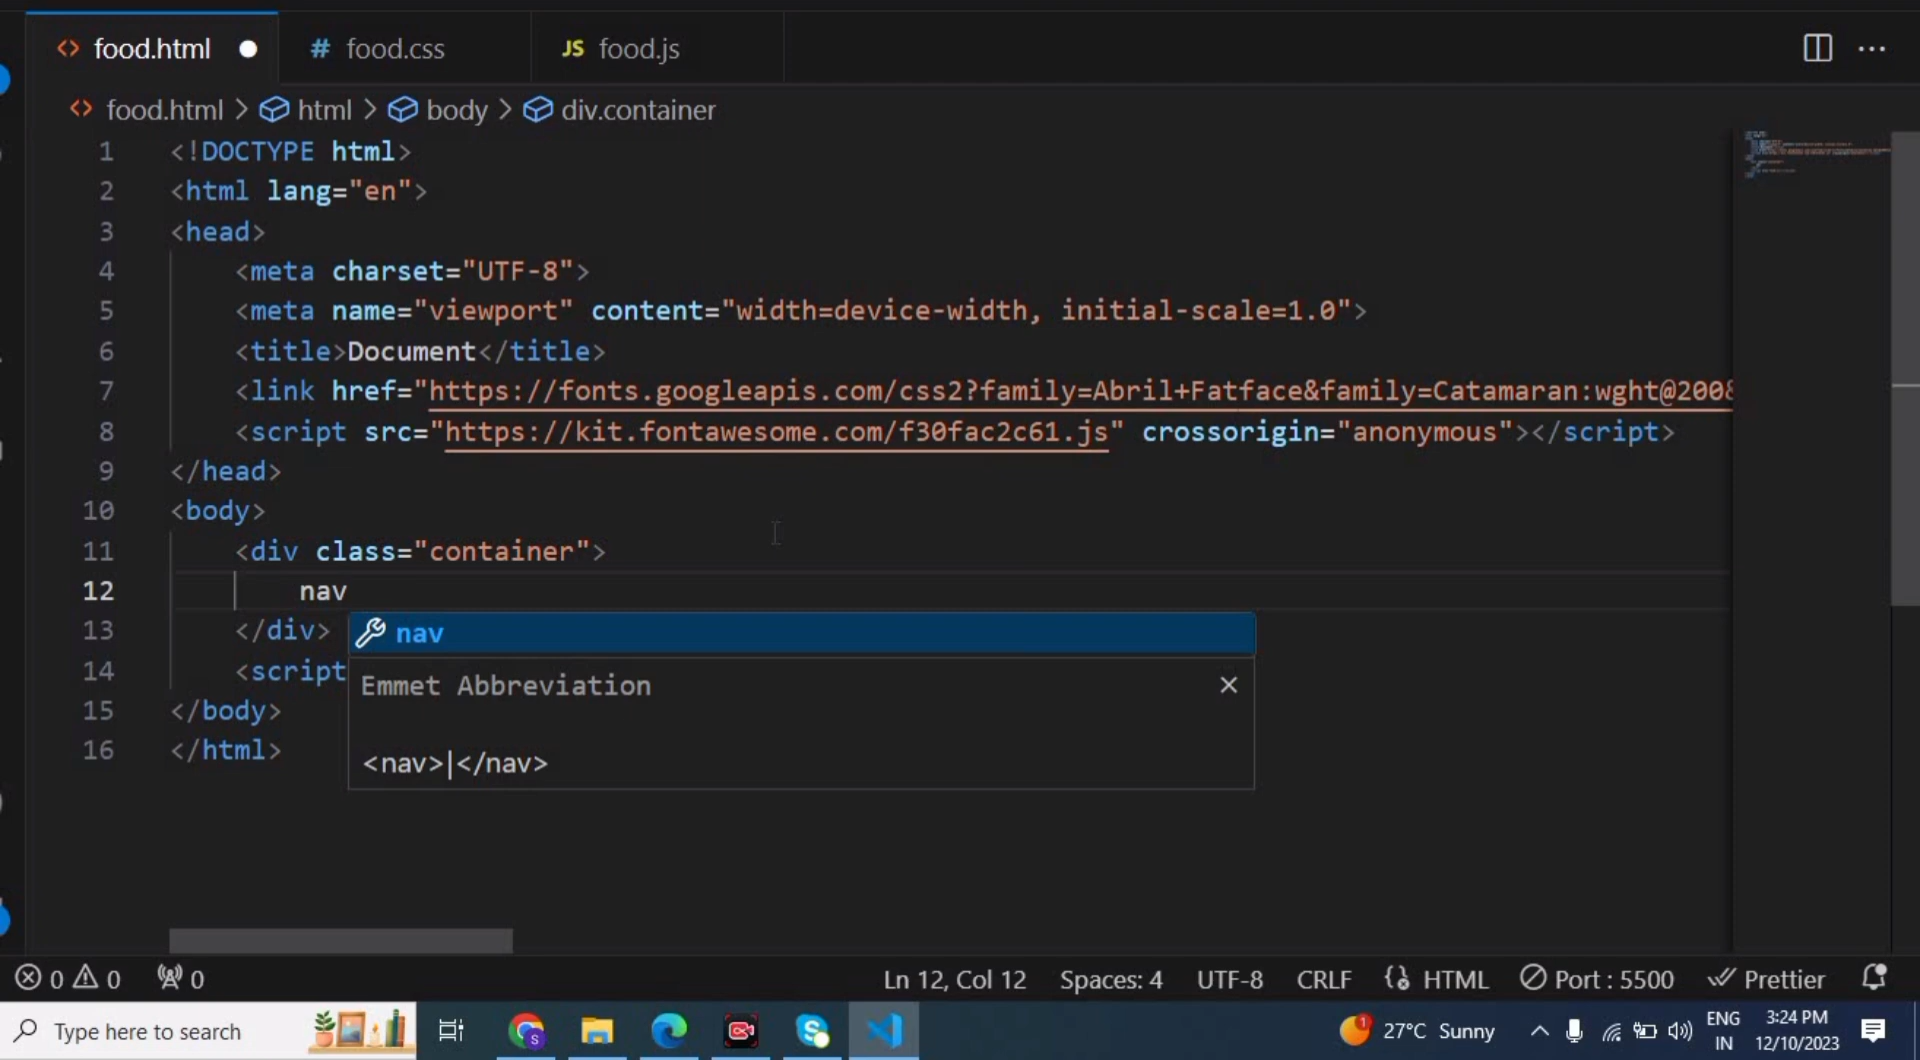 food.html
food.css
JS food.js
food.html > html > body > div.container
1 <!DOCTYPE html>
2 <html lang="en">
3 <head>
4 <meta charset="UTF-8">
5 <meta name="viewport" content="width=device-width, initial-scale=1.0">
6 <title>Document</title>
7 <link href="https://fonts.googleapis.com/css2?family=Abril+Fatface&family=Catamaran:wght@200&
8 <script src="https://kit.fontawesome.com/f30fac2c61.js" crossorigin="anonymous"></script>
9 </head>
10 <body>
11 <div class="container">
12 nav
13 </div>
nav
14 <script
Emmet Abbreviation
15 </body>
16 </html>
<nav>|</nav>
0 0 0
Ln 12, Col 12 Spaces: 4 UTF-8 CRLF HTML Port : 5500 Prettier
Type here to search
S
1
27°C Sunny
ENG
IN
3:24 PM
12/10/2023